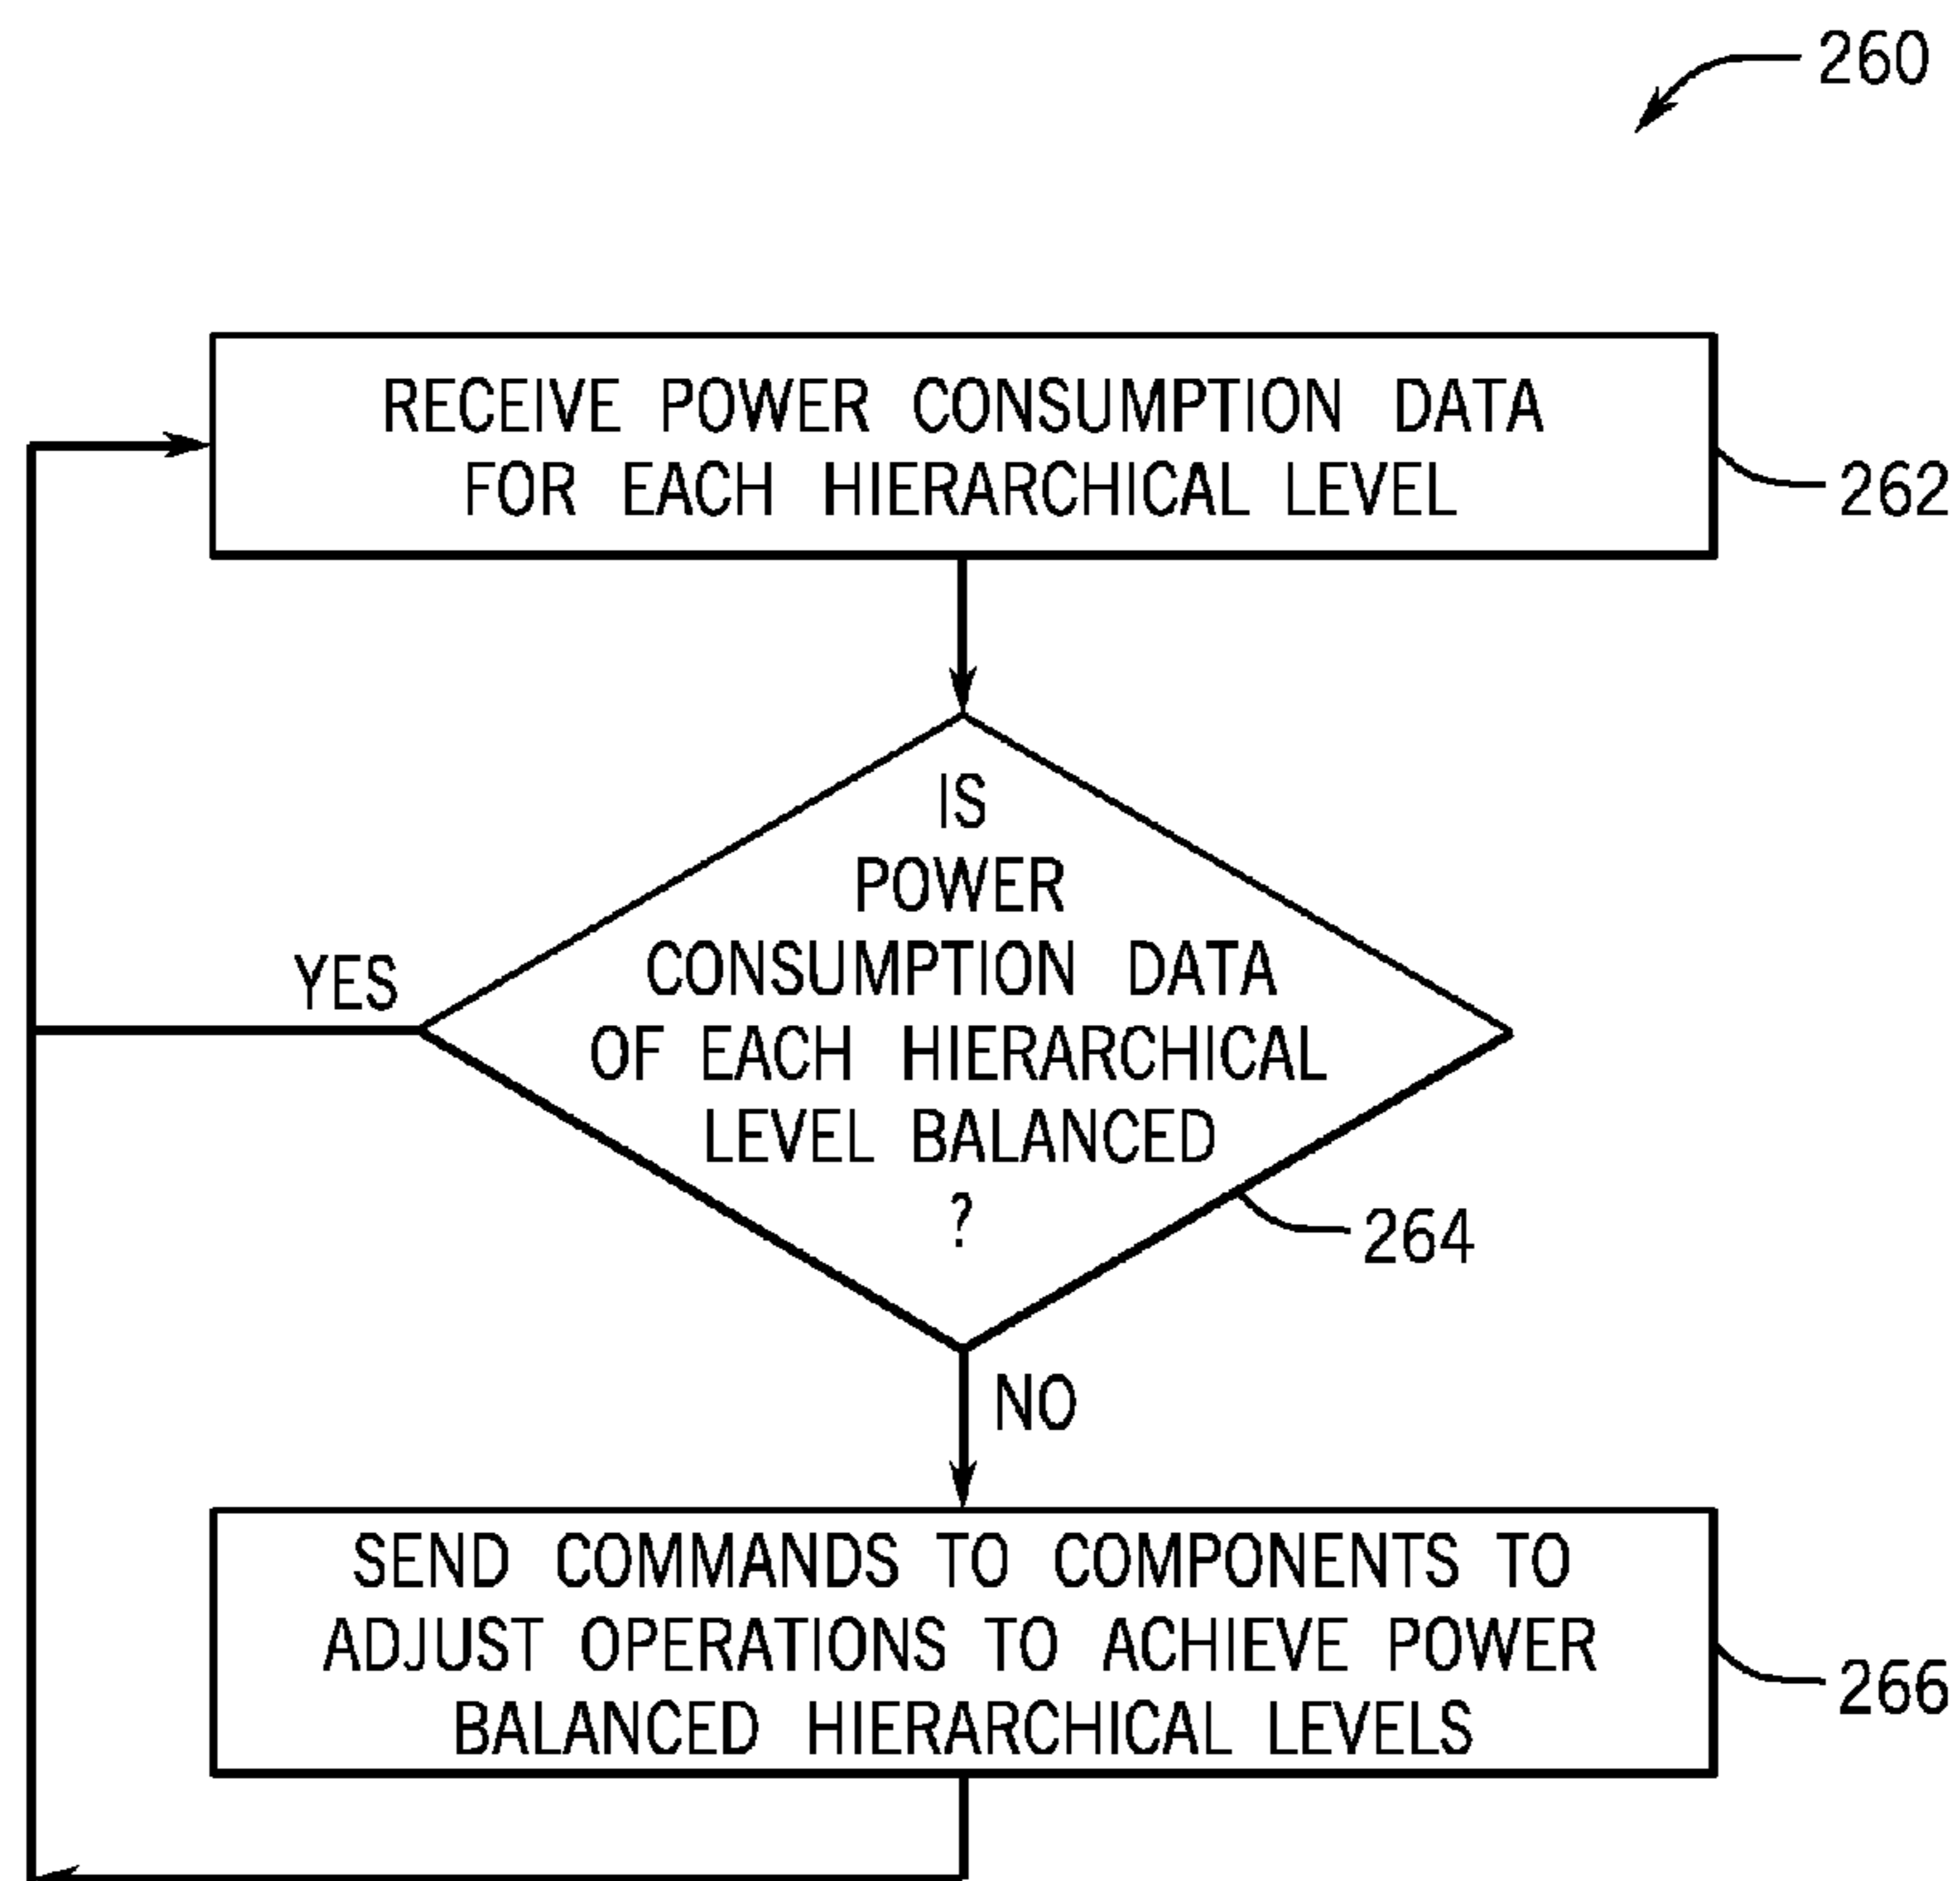 260
RECEIVE POWER CONSUMPTION DATA
FOR EACH HIERARCHICAL LEVEL
262
IS
POWER
CONSUMPTION DATA
OF EACH HIERARCHICAL
LEVEL BALANCED
?
YES
264
NO
SEND COMMANDS TO COMPONENTS TO
ADJUST OPERATIONS TO ACHIEVE POWER
BALANCED HIERARCHICAL LEVELS
266